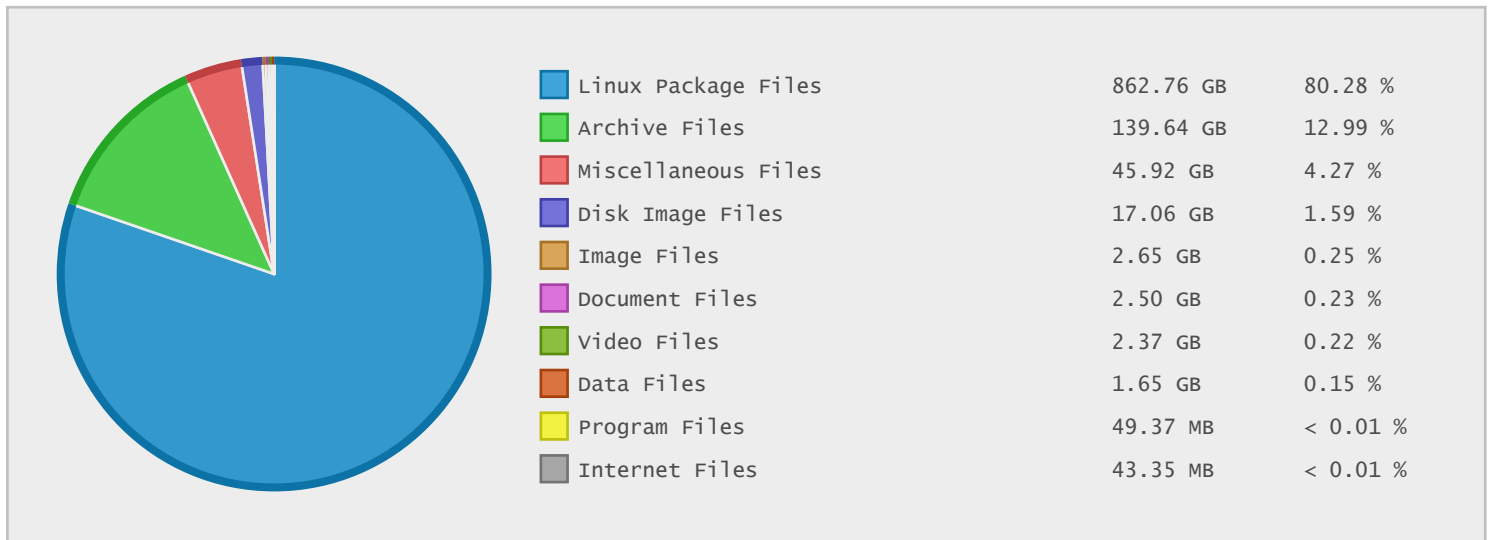 Linux Package Files 862.76 GB 80.28 %
Archive Files 139.64 GB 12.99 %
Miscellaneous Files 45.92 GB 4.27 %
Disk Image Files 17.06 GB 1.59 %
Image Files 2.65 GB 0.25 %
Document Files 2.50 GB 0.23 %
Video Files 2.37 GB 0.22 %
Data Files 1.65 GB 0.15 %
Program Files 49.37 MB < 0.01 %
Internet Files 43.35 MB < 0.01 %